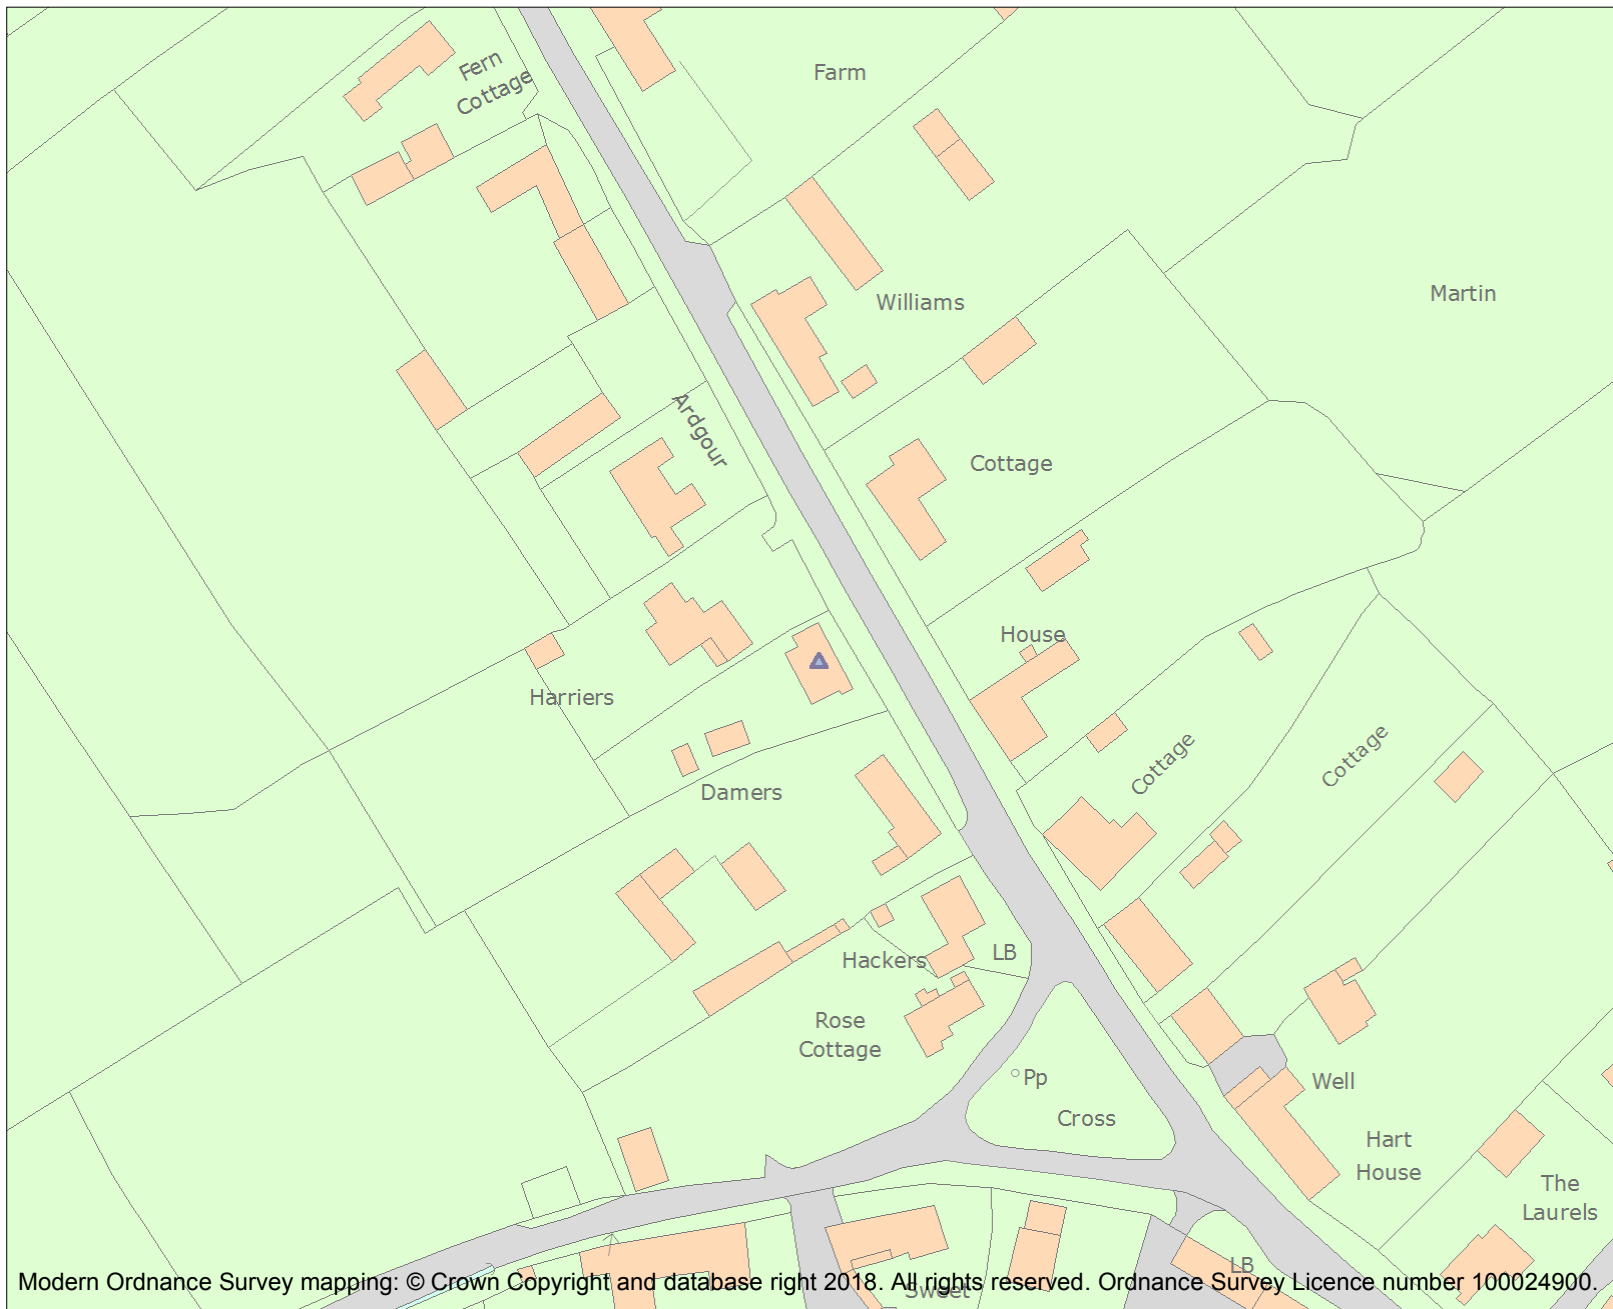 Fern
Cottage
Farm
Williams
Martin
Ardgour
Cottage
House
Harriers
Cottage
Cottage
Damers
LB
Hackers
Rose
Cottage
Pp
Cross
Well
Hart
House
The
Laurels
LB
Sweet
Modern Ordnance Survey mapping: © Crown Copyright and database right 2018. All rights reserved. Ordnance Survey Licence number 100024900.